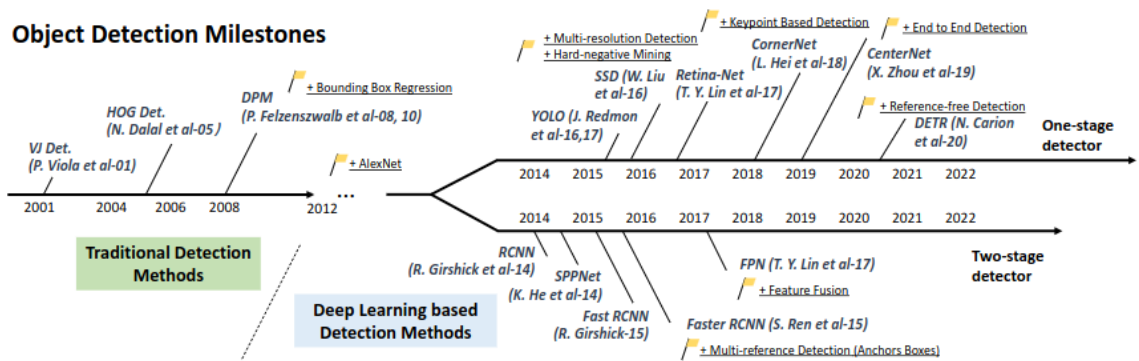 Object Detection Milestones
+ Multi-resolution Detection
+ Hard-negative Mining
+ Keypoint Based Detection
+ End to End Detection
CornerNet
(L. Hei et al-18)
CenterNet
(X. Zhou et al-19)
SSD (W. Liu
et al-16)
Retina-Net
(T. Y. Lin et al-17)
+ Bounding Box Regression
DPM
(P. Felzenszwalb et al-08, 10)
HOG Det.
(N. Dalal et al-05)
YOLO (J. Redmon
et al-16,17)
+ Reference-free Detection
DETR (N. Carion
et al-20)
One-stage
detector
VJ Det.
(P. Viola et al-01)
+ AlexNet
...
2014 2015 2016 2017 2018 2019 2020 2021 2022
2001 2004 2006 2008 2012
2014 2015 2016 2017 2018 2019 2020 2021 2022
Traditional Detection
Methods
RCNN
(R. Girshick et al-14)
SPPNet
(K. He et al-14)
FPN (T. Y. Lin et al-17)
+ Feature Fusion
Two-stage
detector
Deep Learning based
Detection Methods
Fast RCNN
(R. Girshick-15)
Faster RCNN (S. Ren et al-15)
+ Multi-reference Detection (Anchors Boxes)